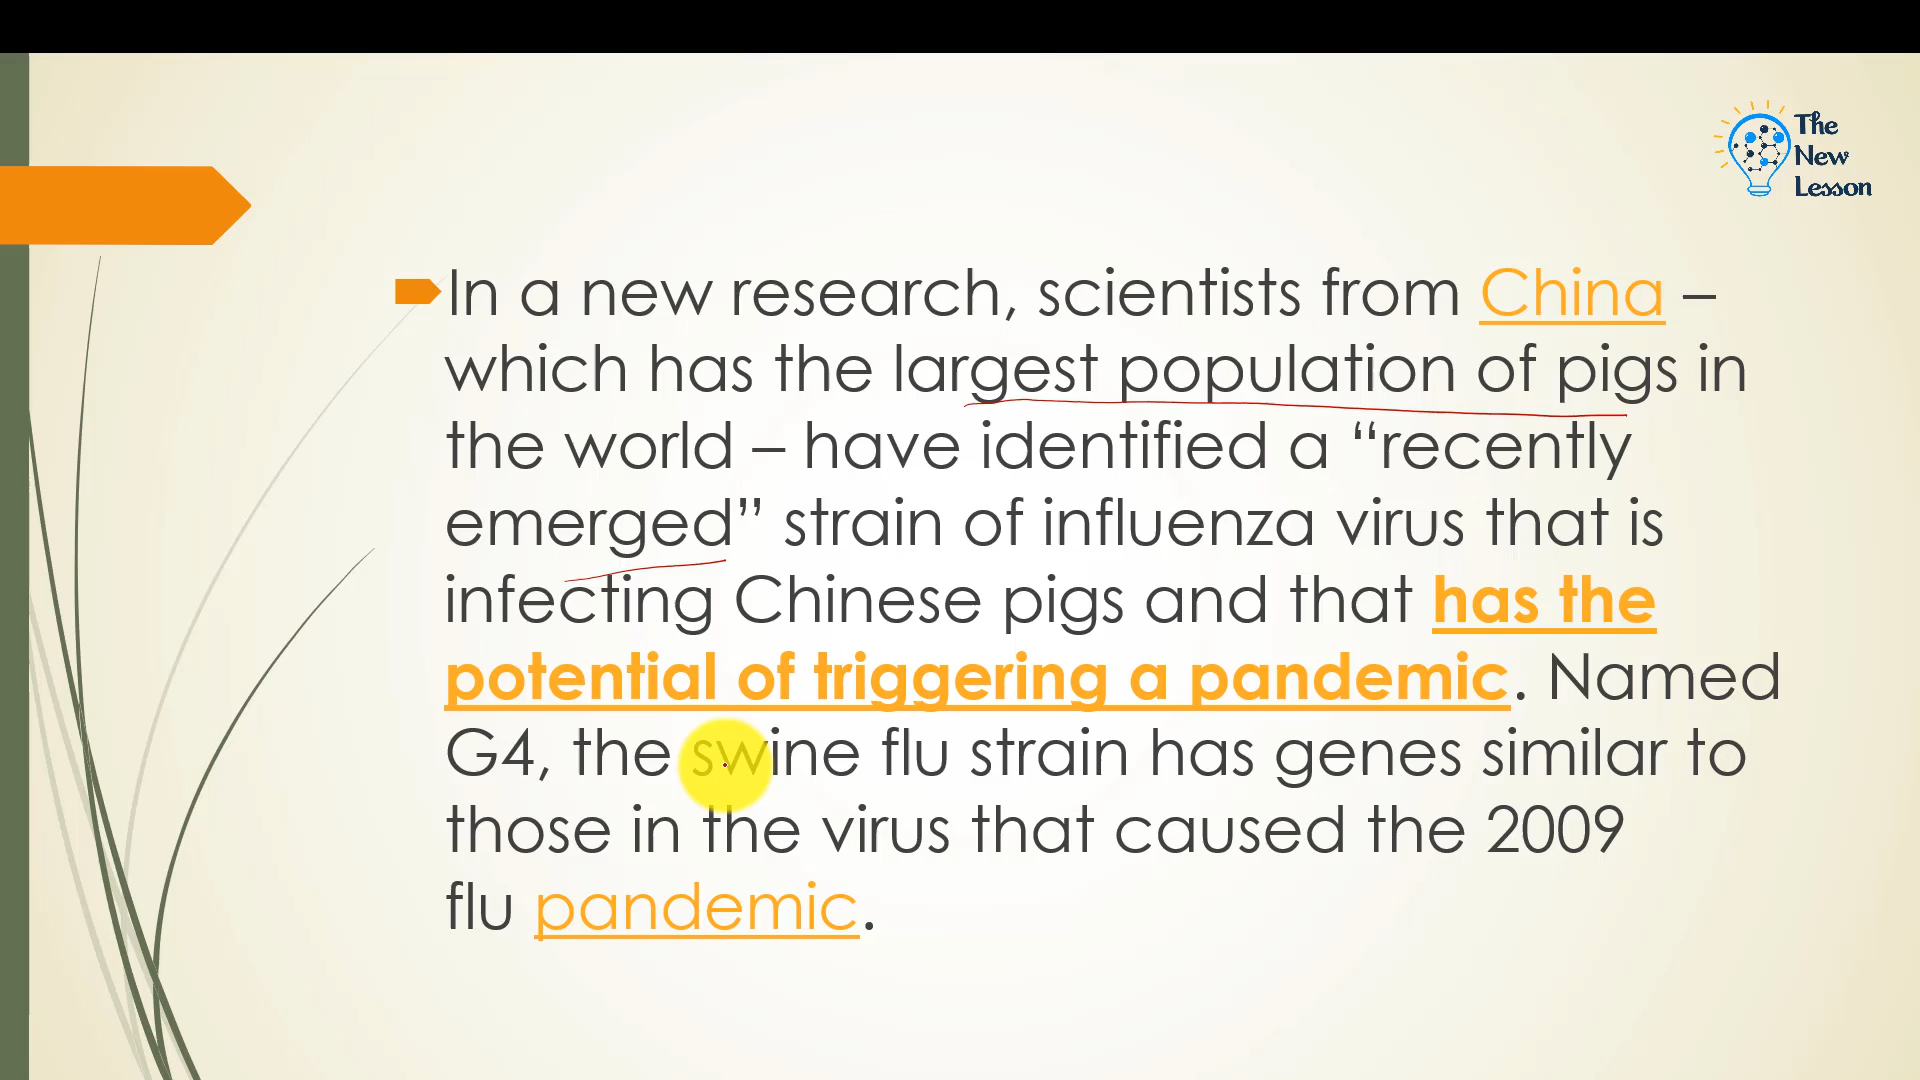 The
New
Lesson
In a new research, scientists from China –
which has the largest population of pigs in
the world – have identified a “recently
emerged” strain of influenza virus that is
infecting Chinese pigs and that has the
potential of triggering a pandemic. Named
G4, the swine flu strain has genes similar to
those in the virus that caused the 2009
flu pandemic.